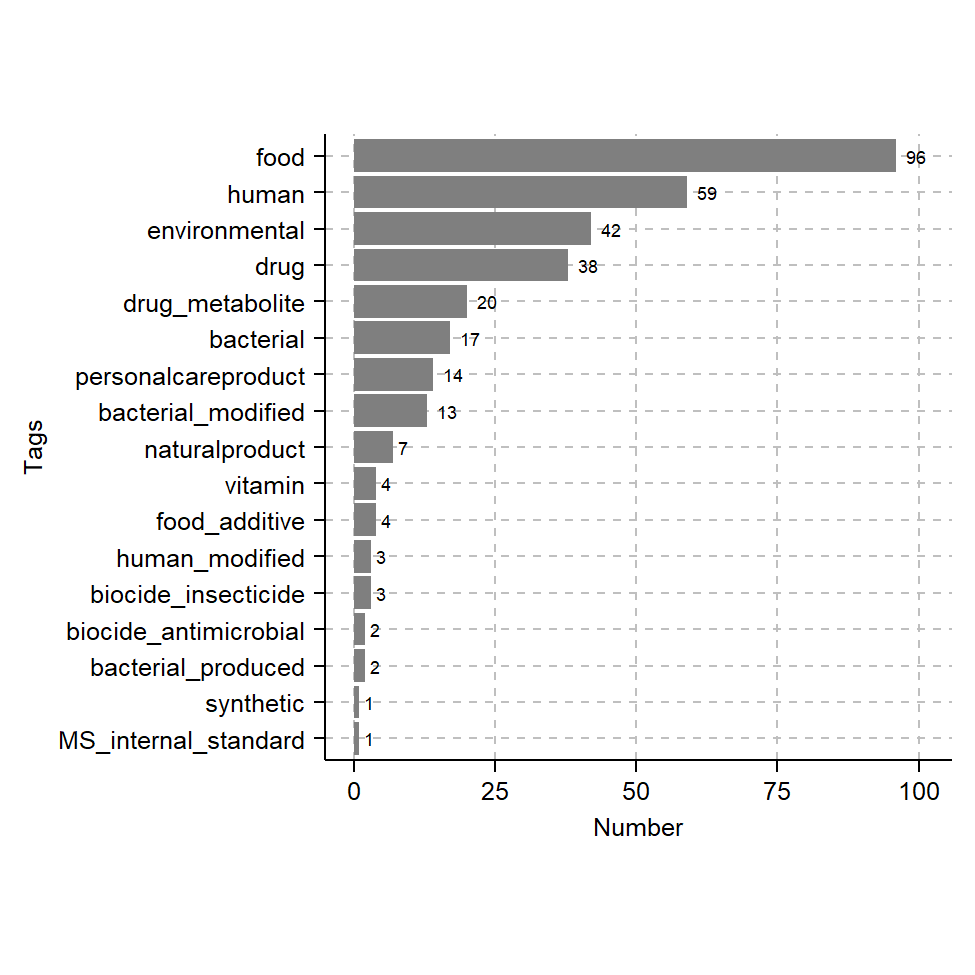 food 96
human 59
environmental 42
drug 38
drug_metabolite 20
bacterial 17
personalcareproduct 14
bacterial_modified 13
naturalproduct 7
vitamin 4
food_additive 4
human_modified 3
biocide_insecticide 3
biocide_antimicrobial 2
bacterial_produced 2
synthetic 1
MS_internal_standard 1
Tags
0 25 50 75 100
Number